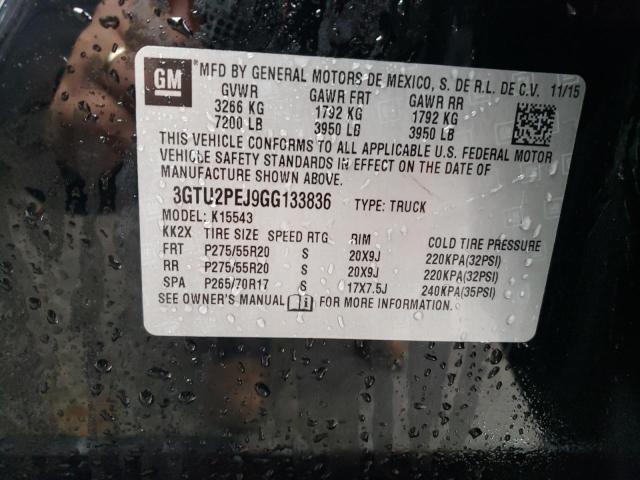 GM *MFD BY GENERAL MOTORS DE MEXICO, S. DE R.L. DE C.V. 11/15
GVWR GAWR FRT GAWR RR
3266 KG 1792 KG 1792 KG
7200 LB 3950 LB 3950 LB
THIS VEHICLE CONFORMS TO ALL APPLICABLE U.S. FEDERAL MOTOR
VEHICLE SAFETY STANDARDS IN EFFECT ON THE DATE OF
MANUFACTURE SHOWN ABOVE.
3GTU2PEJ9GG133836 TYPE: TRUCK
MODEL: K15543
KK2X TIRE SIZE SPEED RTG RIM COLD TIRE PRESSURE
FRT P275/55R20 S 20X9J 220KPA(32PSI)
RR P275/55R20 S 20X9J 220KPA(32PSI)
SPA P265/70R17 S 17X7.5J 240KPA(35PSI)
SEE OWNER'S MANUAL FOR MORE INFORMATION.